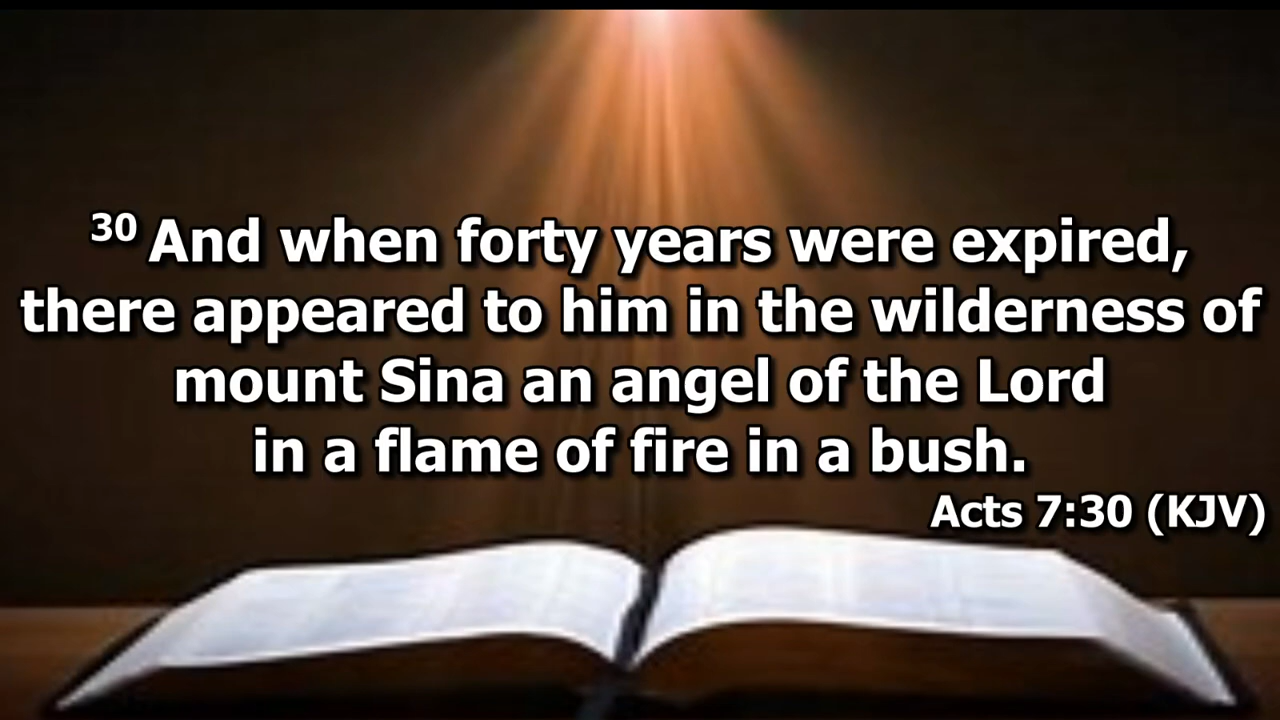 30 And when forty years were expired,
there appeared to him in the wilderness of
mount Sina an angel of the Lord
in a flame of fire in a bush.
Acts 7:30 (KJV)